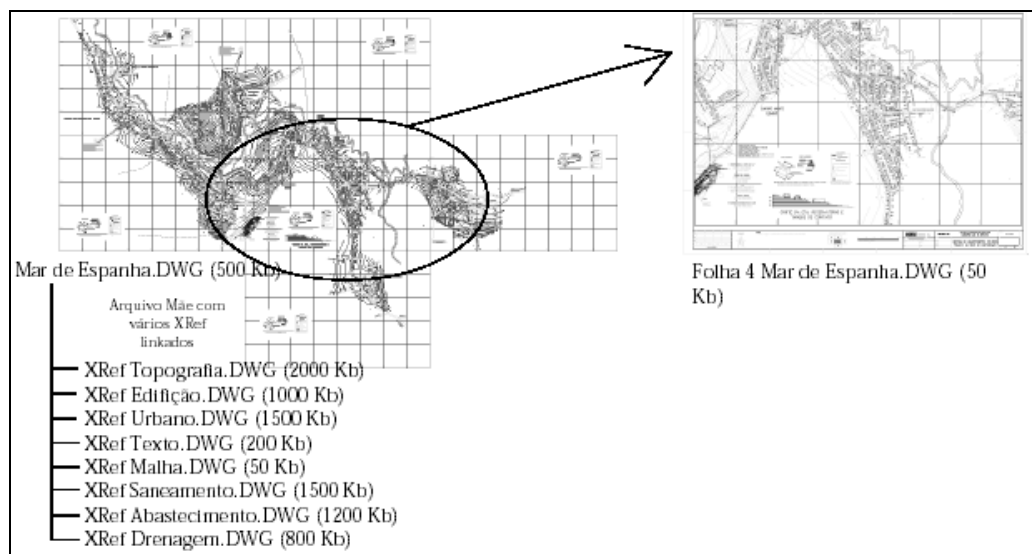 Mar de Espanha.DWG (500 Kb)
Arquivo Mãe com
vários XRef
linkados
XRef Topografia.DWG (2000 Kb)
XRef Edifição.DWG (1000 Kb)
XRef Urbano.DWG (1500 Kb)
XRef Texto.DWG (200 Kb)
XRef Malha.DWG (50 Kb)
XRef Saneamento.DWG (1500 Kb)
XRef Abastecimento.DWG (1200 Kb)
XRef Drenagem.DWG (800 Kb)
Folha 4 Mar de Espanha.DWG (50
Kb)